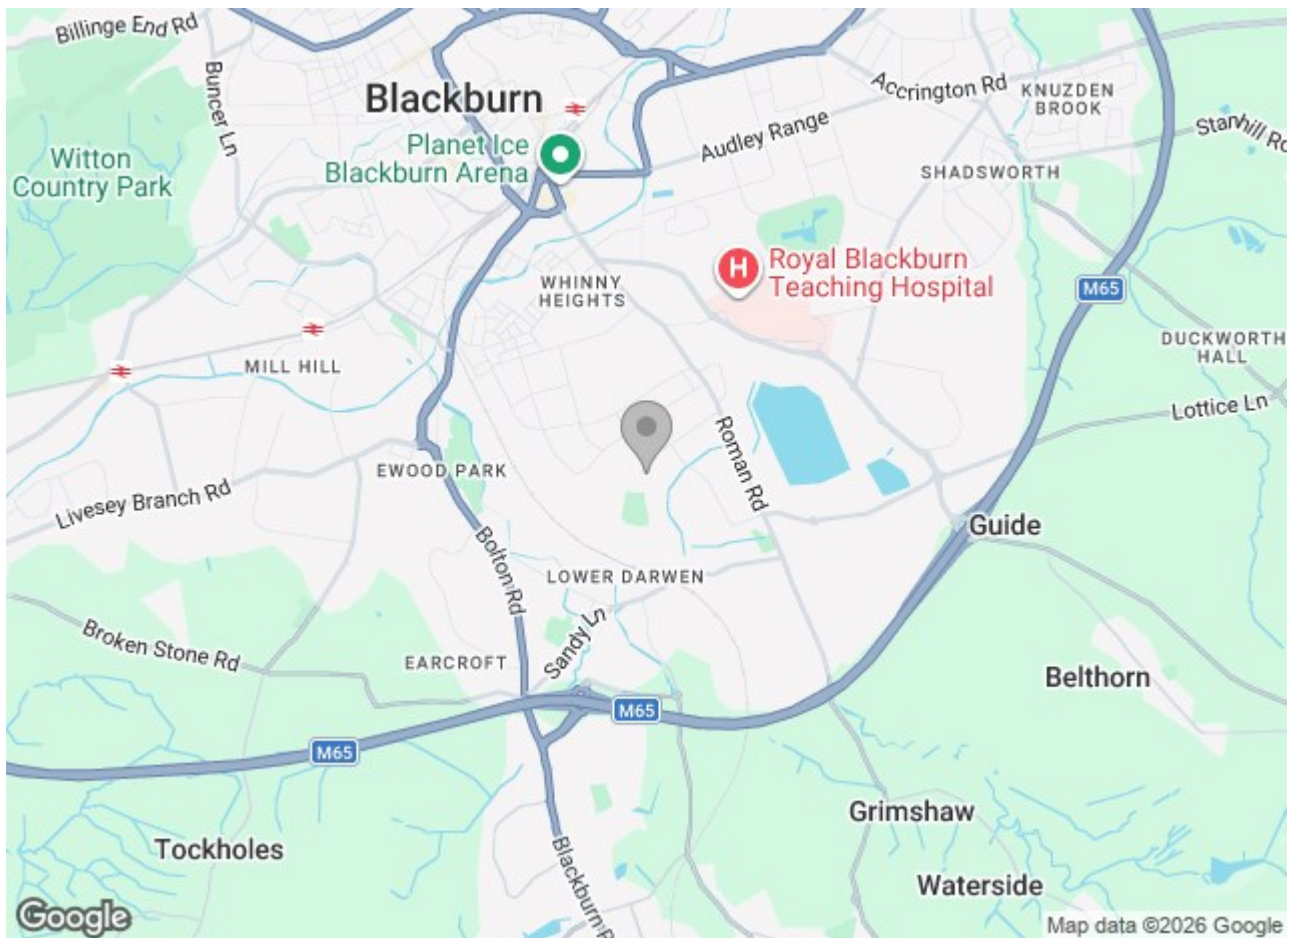 Billinge End Rd
Buncer Ln
Blackburn
Planet Ice
Blackburn Arena
Witton
Country Park
Audley Range
Accrington Rd
KNUZDEN
BROOK
Stanhill Rd
SHADSWORTH
WHINNY
HEIGHTS
H
Royal Blackburn
Teaching Hospital
M65
DUCKWORTH
HALL
MILL HILL
Lottice Ln
Roman Rd
EWOOD PARK
Livesey Branch Rd
Guide
Bolton Rd
LOWER DARWEN
Sandy Ln
Broken Stone Rd
EARCROFT
Belthorn
M65
M65
Grimshaw
Tockholes
Blackburn R
Waterside
Google
Map data ©2026 Google